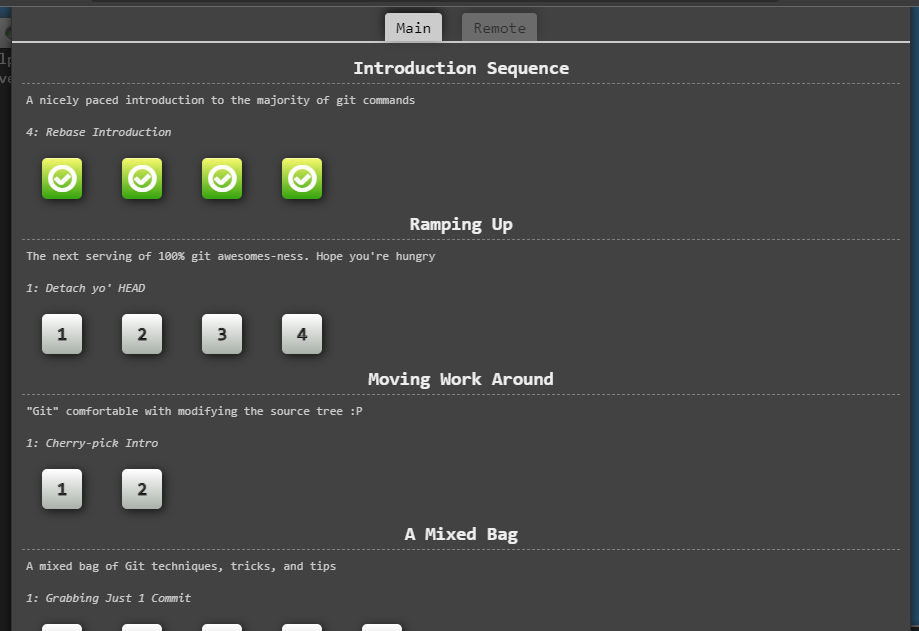 Main Remote
Introduction Sequence
A nicely paced introduction to the majority of git commands
4: Rebase Introduction
Ramping Up
The next serving of 100% git awesomes-ness. Hope you're hungry
1: Detach yo' HEAD
1 2 3 4
Moving Work Around
"Git" comfortable with modifying the source tree :P
1: Cherry-pick Intro
1 2
A Mixed Bag
A mixed bag of Git techniques, tricks, and tips
1: Grabbing Just 1 Commit